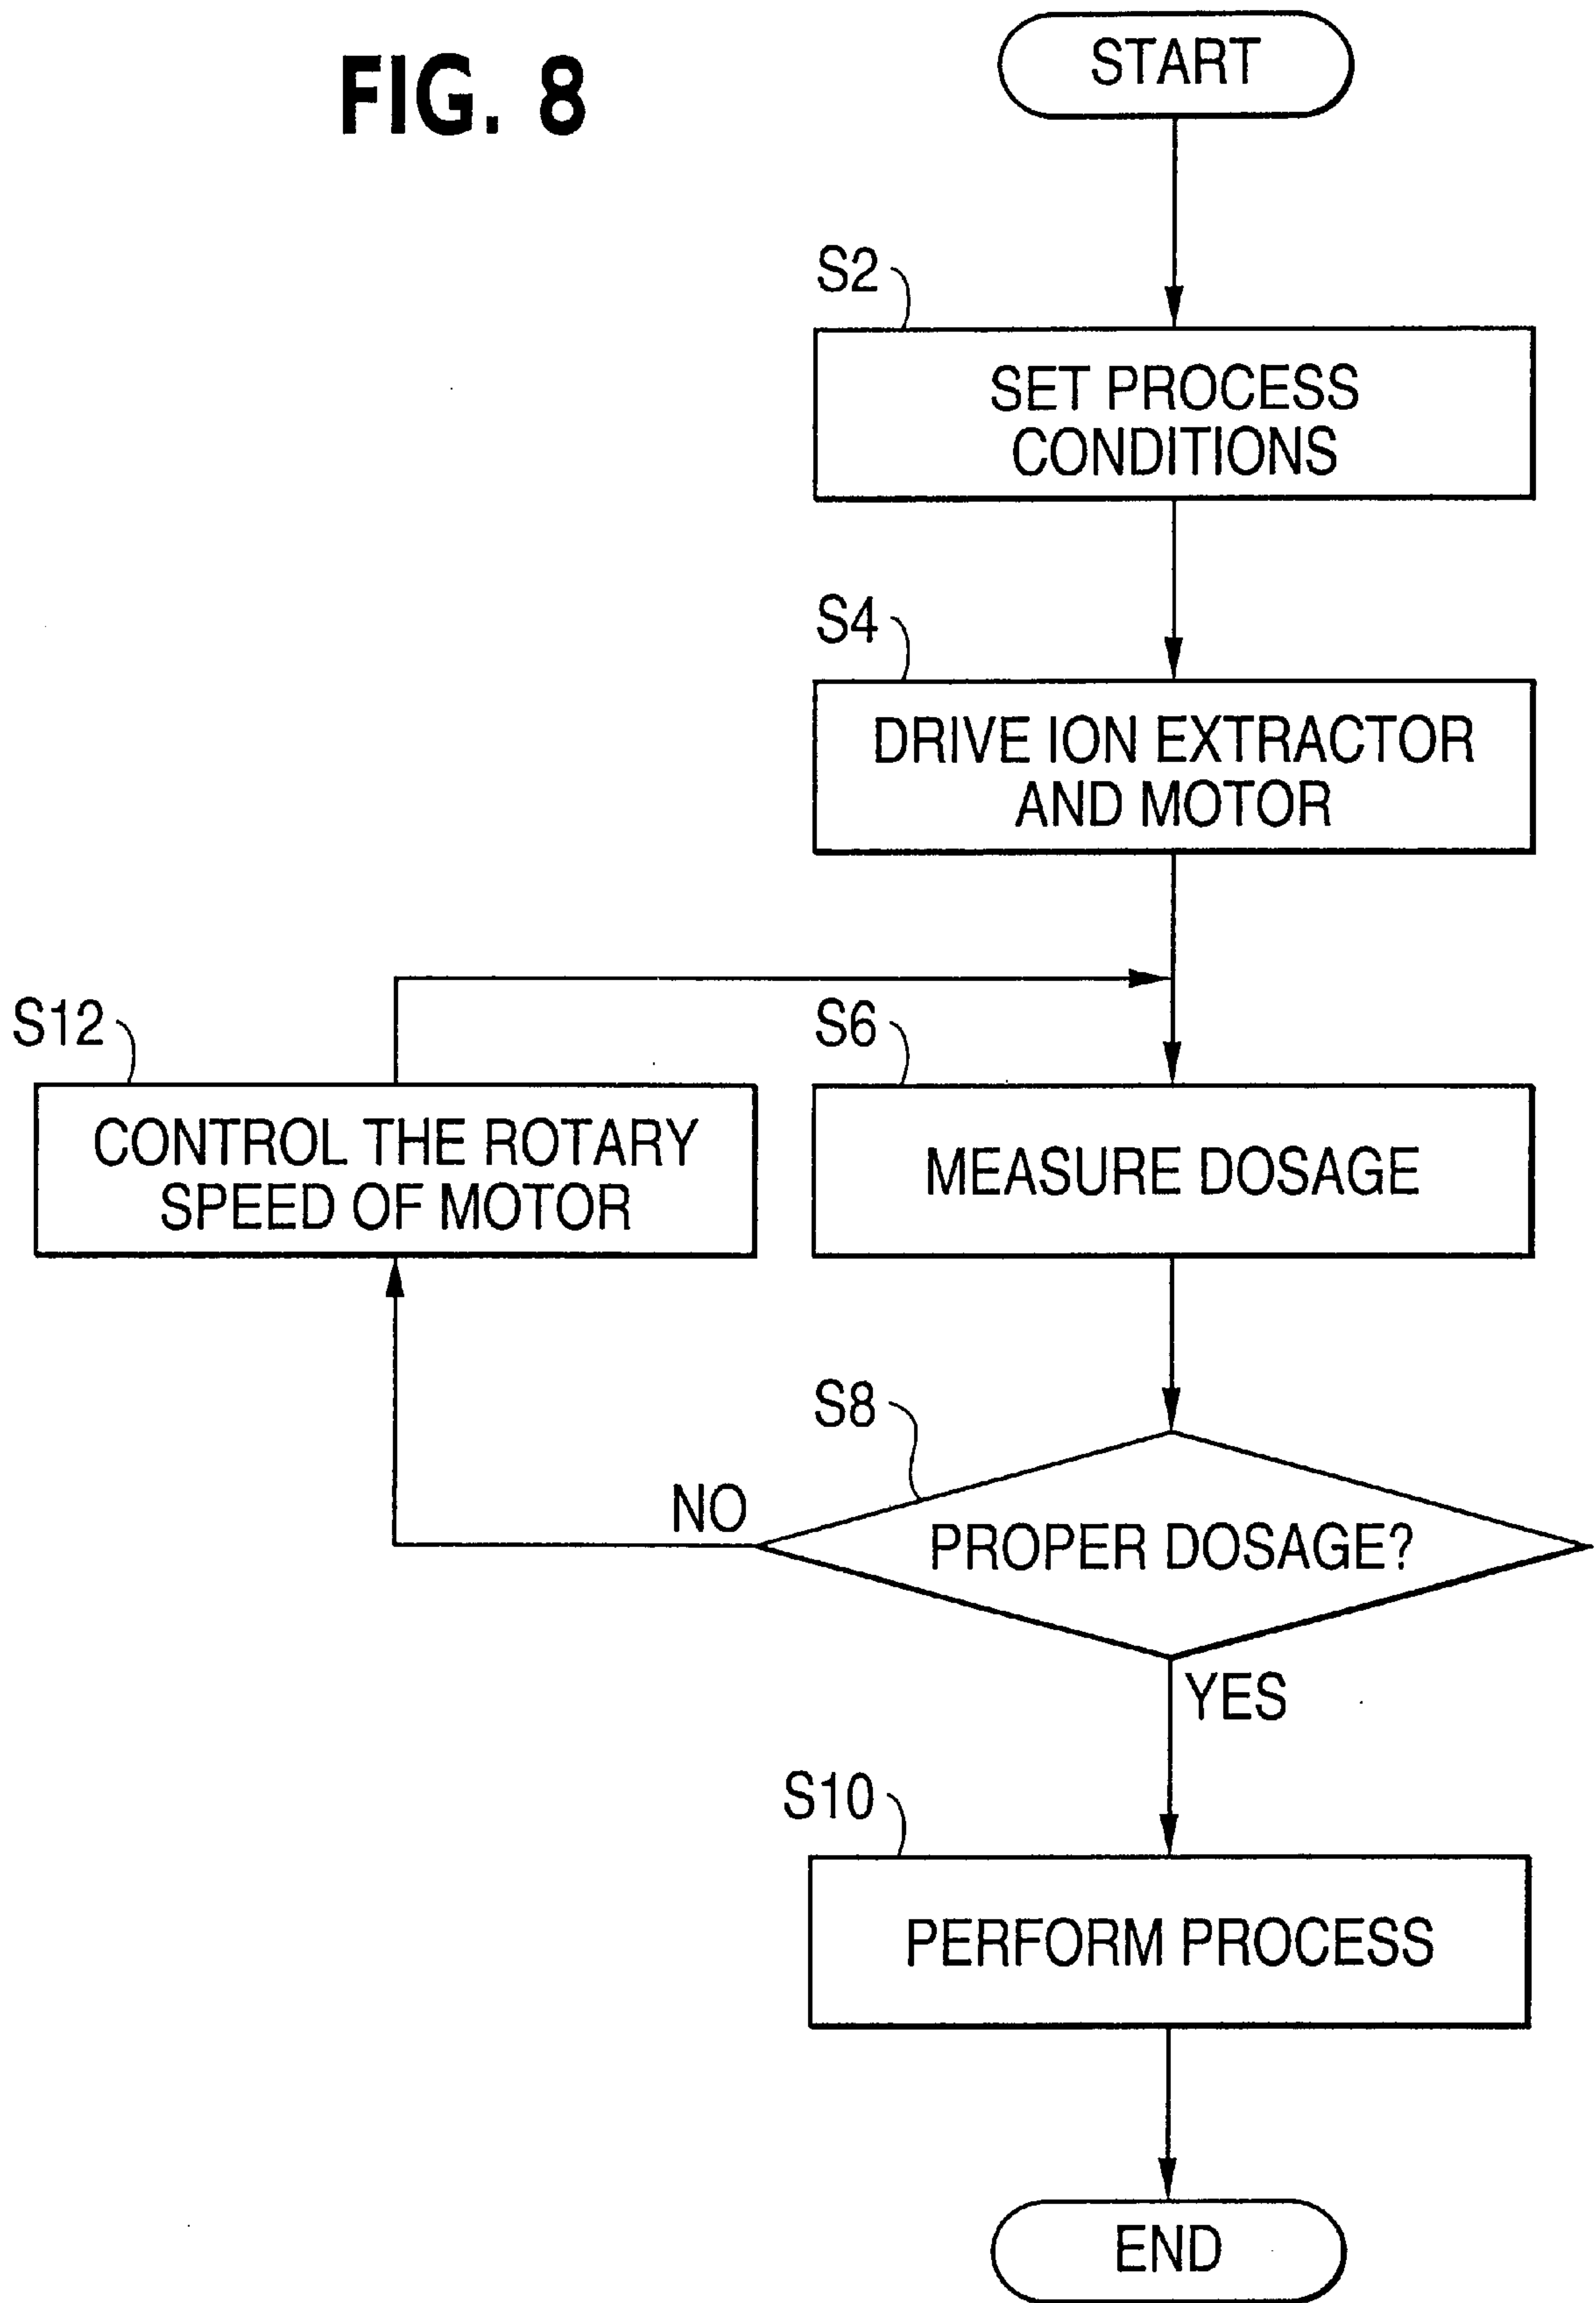 FIG. 8
START
S2
SET PROCESS
CONDITIONS
S4
DRIVE ION EXTRACTOR
AND MOTOR
S12
CONTROL THE ROTARY
SPEED OF MOTOR
S6
MEASURE DOSAGE
S8
NO
PROPER DOSAGE?
YES
S10
PERFORM PROCESS
END